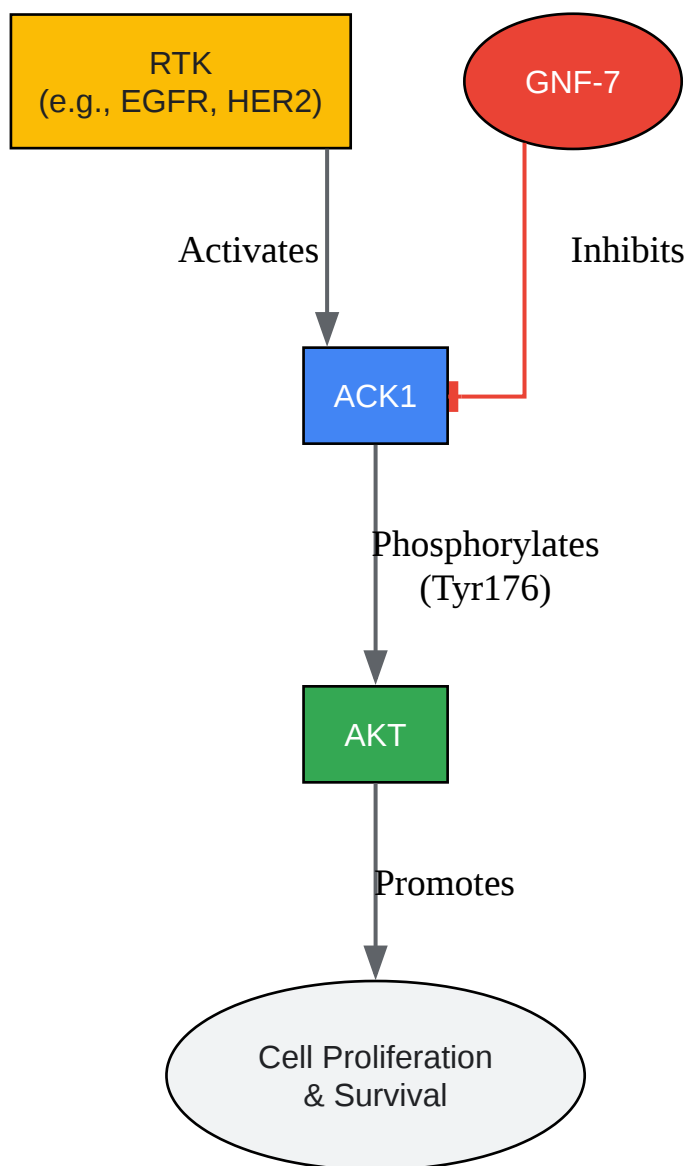 RTK
(e.g., EGFR, HER2)
GNF-7
Activates
Inhibits
ACK1
Phosphorylates
(Tyr176)
AKT
Promotes
Cell Proliferation
& Survival